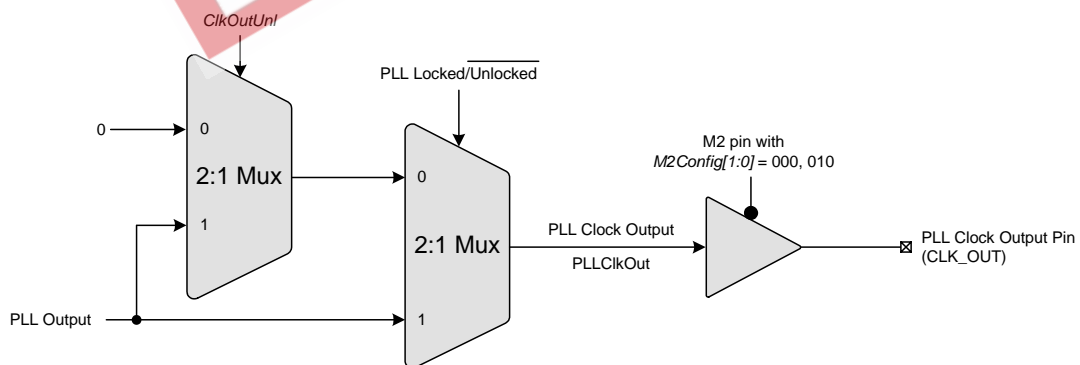 ClkOutUnl
PLL Locked/Unlocked
0
0
2:1 Mux
1
M2 pin with
M2Config[1:0] = 000, 010
0
2:1 Mux
1
PLL Clock Output
PLLClkOut
PLL Clock Output Pin
(CLK_OUT)
PLL Output